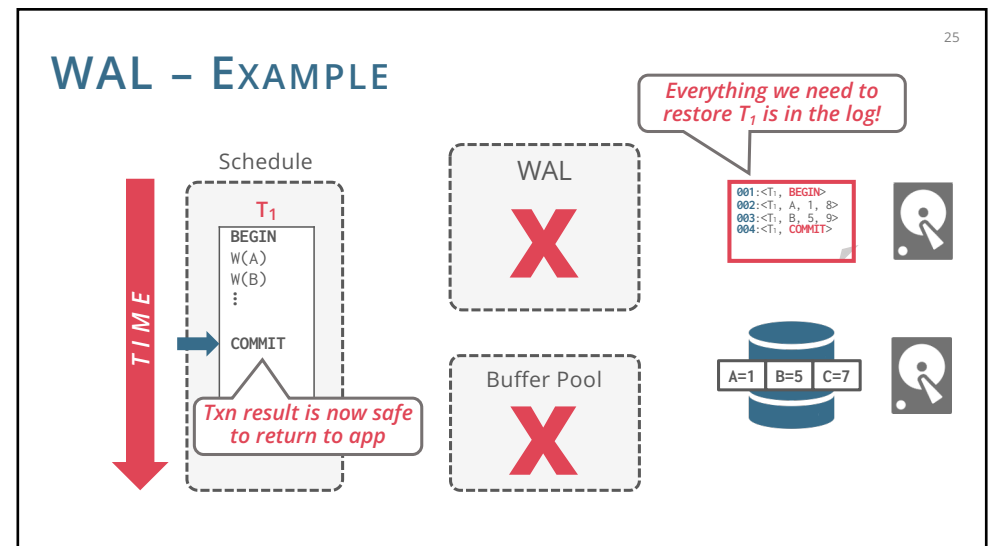 25
WAL – EXAMPLE
Everything we need to
restore T₁ is in the log!
Schedule
T₁
BEGIN
W(A)
W(B)
⋮
COMMIT
TIME
Txn result is now safe
to return to app
WAL
X
Buffer Pool
X
001:<T₁, BEGIN>
002:<T₁, A, 1, 8>
003:<T₁, B, 5, 9>
004:<T₁, COMMIT>
A=1 B=5 C=7